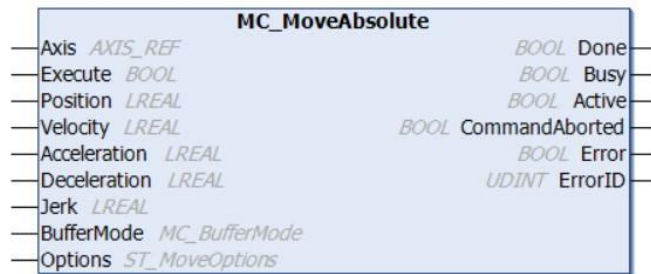 MC_MoveAbsolute
Axis AXIS_REF BOOL Done
Execute BOOL BOOL Busy
Position LREAL BOOL Active
Velocity LREAL BOOL CommandAborted
Acceleration LREAL BOOL Error
Deceleration LREAL UDINT ErrorID
Jerk LREAL
BufferMode MC_BufferMode
Options ST_MoveOptions